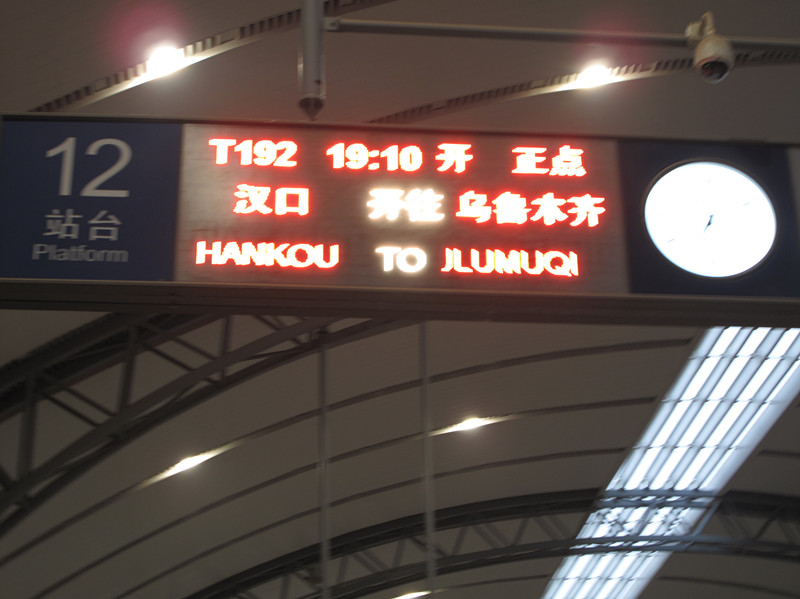 12
站台
Platform
T192 19:10 开 正点
汉口 开往 乌鲁木齐
HANKOU TO JLUMUQI